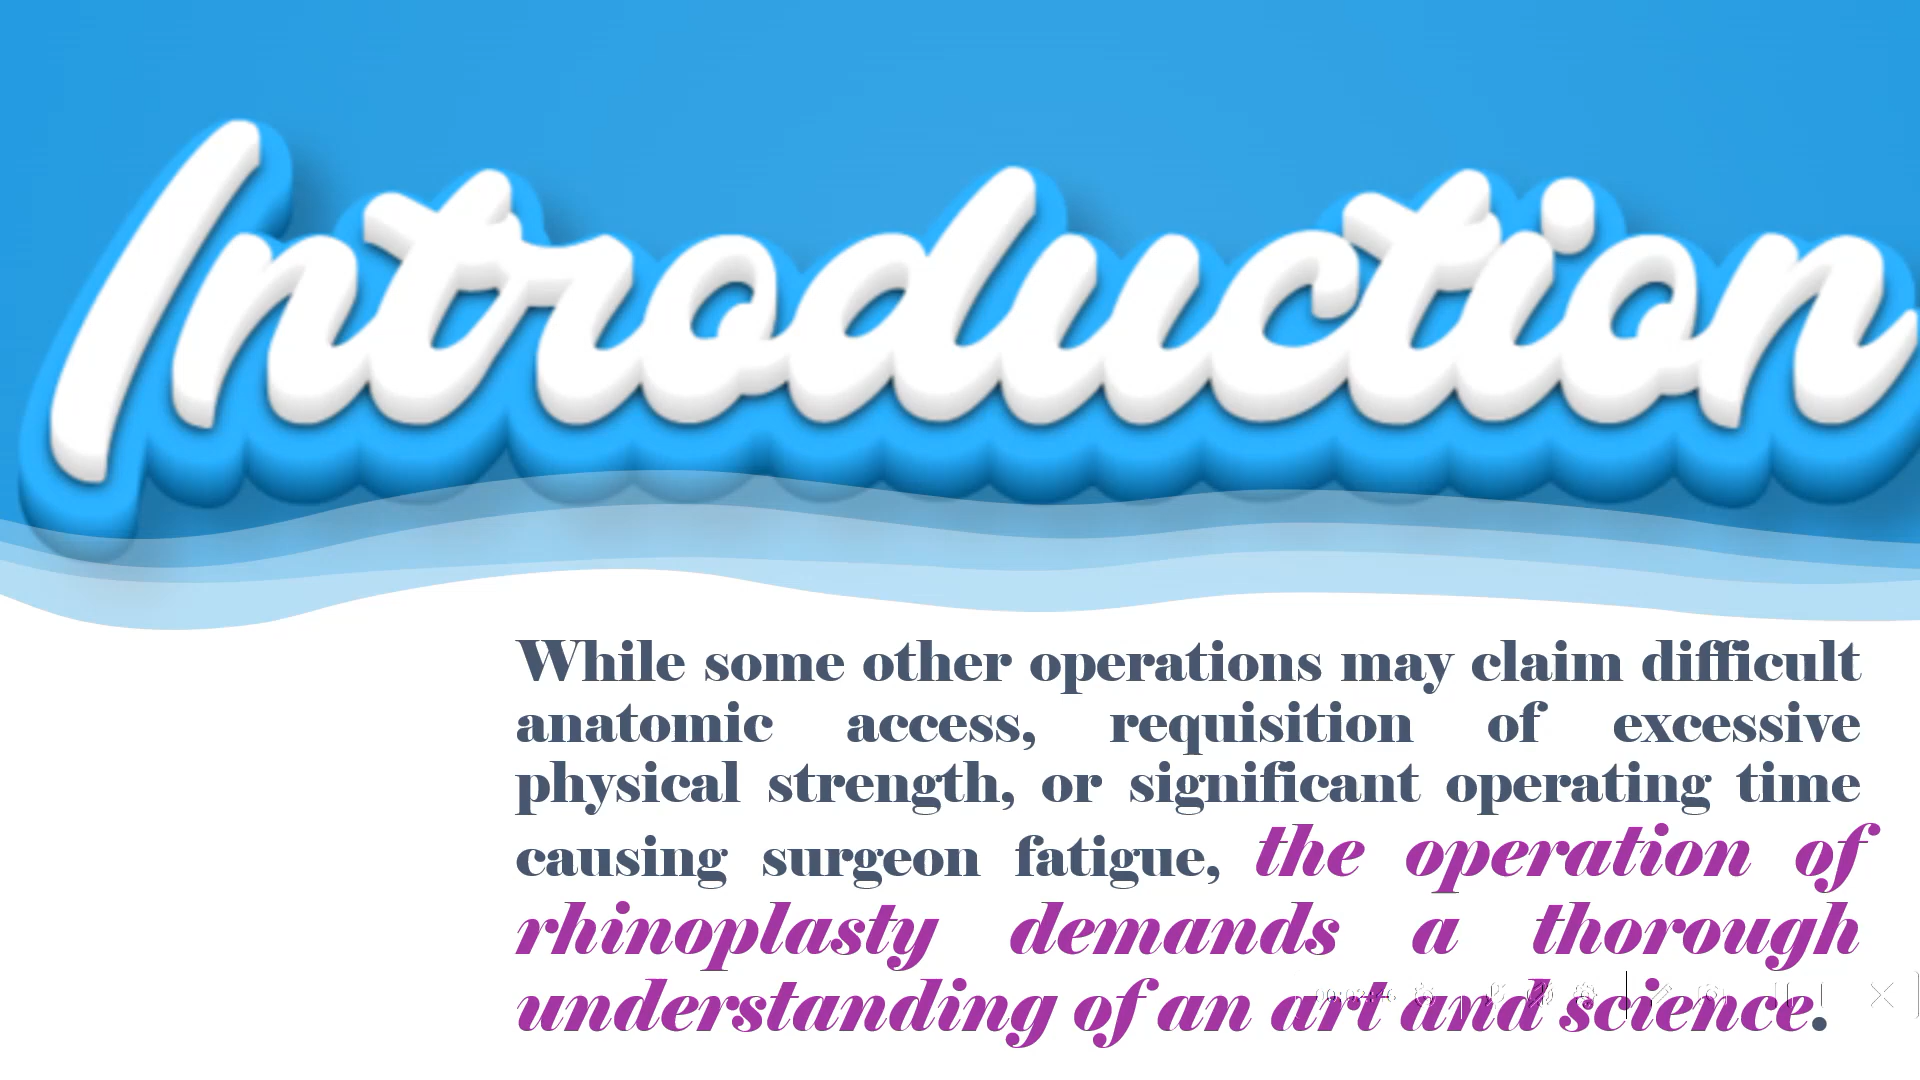 Introduction
While some other operations may claim difficult
anatomic access, requisition of excessive
physical strength, or significant operating time
causing surgeon fatigue, the operation of
rhinoplasty demands a thorough
understanding of an art and science.